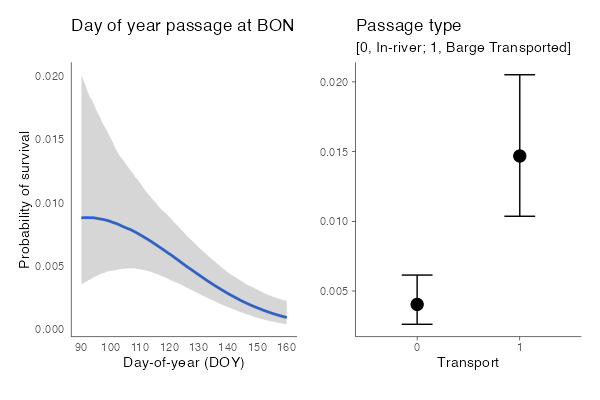 Day of year passage at BON
Probability of survival
0.020
0.015
0.010
0.005
0.000
90 100 110 120 130 140 150 160
Day-of-year (DOY)
Passage type
[0, In-river; 1, Barge Transported]
0.020
0.015
0.010
0.005
0 1
Transport